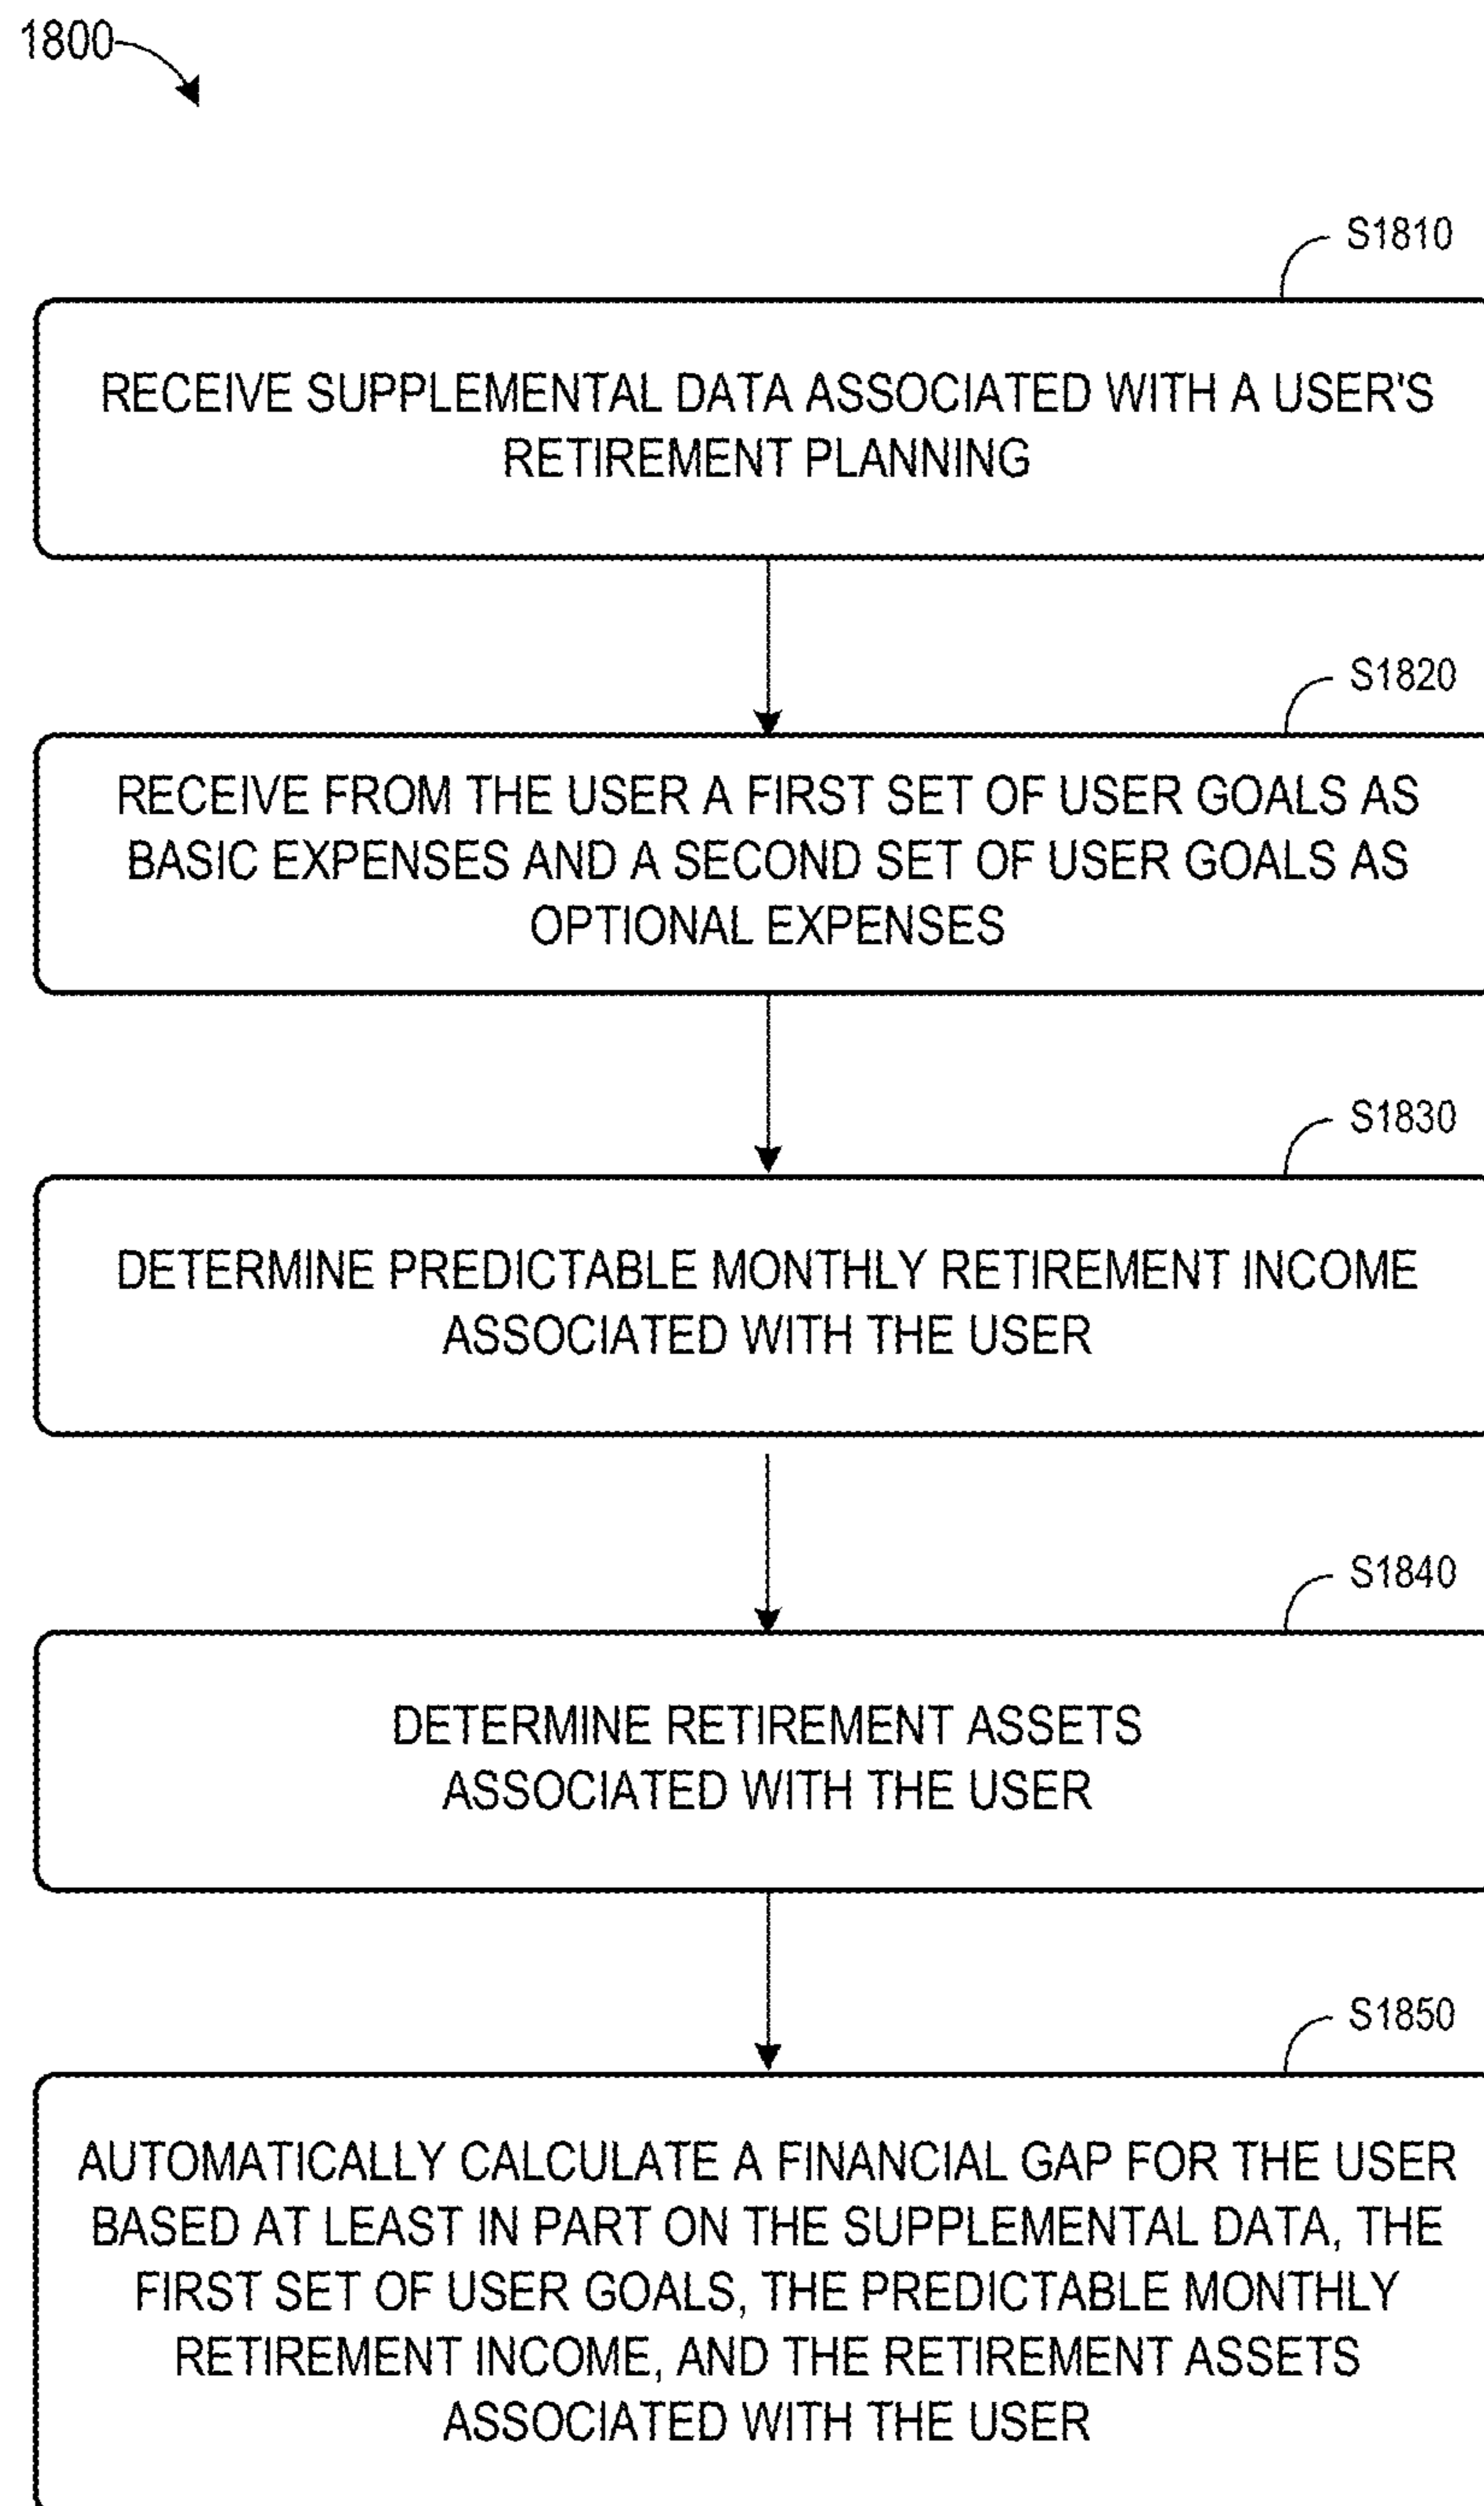 1800
S1810
RECEIVE SUPPLEMENTAL DATA ASSOCIATED WITH A USER'S
RETIREMENT PLANNING
S1820
RECEIVE FROM THE USER A FIRST SET OF USER GOALS AS
BASIC EXPENSES AND A SECOND SET OF USER GOALS AS
OPTIONAL EXPENSES
S1830
DETERMINE PREDICTABLE MONTHLY RETIREMENT INCOME
ASSOCIATED WITH THE USER
S1840
DETERMINE RETIREMENT ASSETS
ASSOCIATED WITH THE USER
S1850
AUTOMATICALLY CALCULATE A FINANCIAL GAP FOR THE USER
BASED AT LEAST IN PART ON THE SUPPLEMENTAL DATA, THE
FIRST SET OF USER GOALS, THE PREDICTABLE MONTHLY
RETIREMENT INCOME, AND THE RETIREMENT ASSETS
ASSOCIATED WITH THE USER